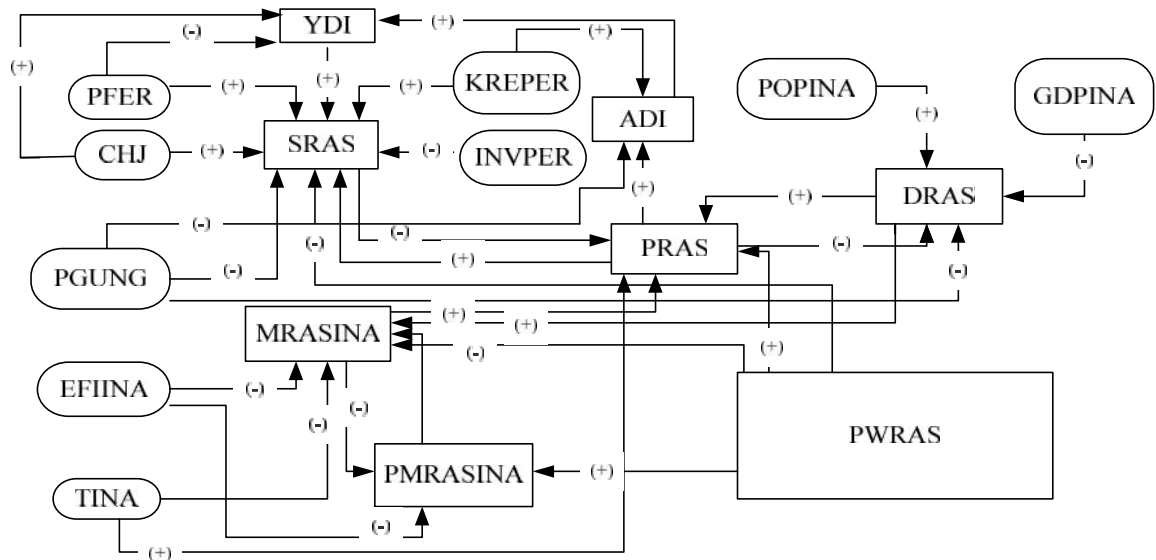 YDI
(+)
(-)
(+)
(+)
(+)
KREPER
PFER
(+)
(+)
POPINA
GDPINA
ADI
(+)
CHJ
(+)
SRAS
(-)
INVPER
(-)
(+)
(+)
DRAS
(-)
(-)
(-)
PRAS
(-)
(+)
PGUNG
(-)
(-)
MRASINA
(+)
(+)
(-)
(+)
EFIINA
(-)
(-)
(-)
PWRAS
PMRASINA
(+)
TINA
(-)
(+)